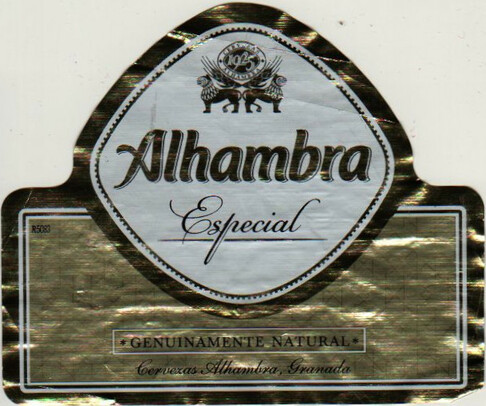 1925
Alhambra
Especial
R5083
* GENUINAMENTE NATURAL *
Cervezas Alhambra, Granada